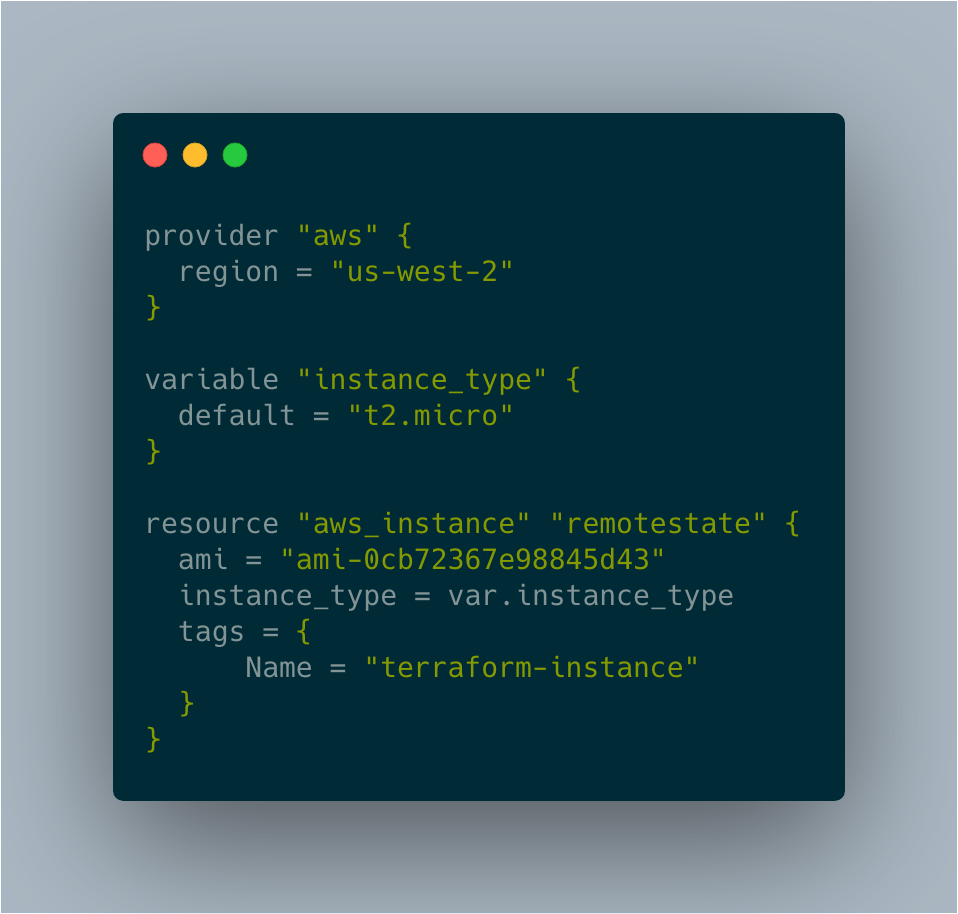 provider "aws" {
  region = "us-west-2"
}

variable "instance_type" {
  default = "t2.micro"
}

resource "aws_instance" "remotestate" {
  ami = "ami-0cb72367e98845d43"
  instance_type = var.instance_type
  tags = {
      Name = "terraform-instance"
  }
}